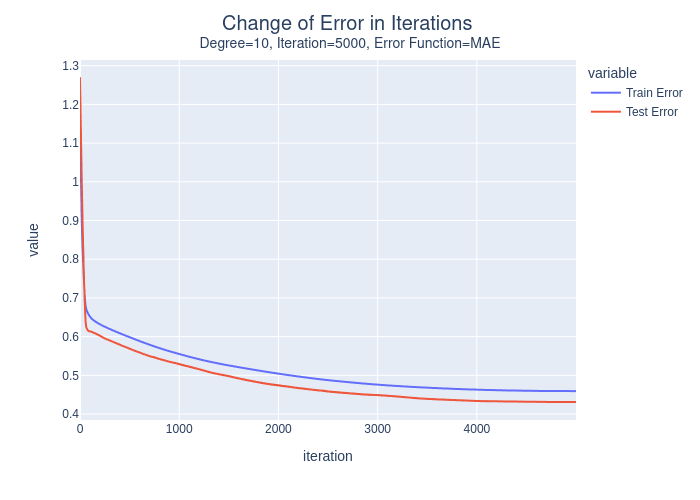 Change of Error in Iterations
Degree=10, Iteration=5000, Error Function=MAE
variable
Train Error
Test Error
value
1.3
1.2
1.1
1
0.9
0.8
0.7
0.6
0.5
0.4
0
1000
2000
3000
4000
iteration